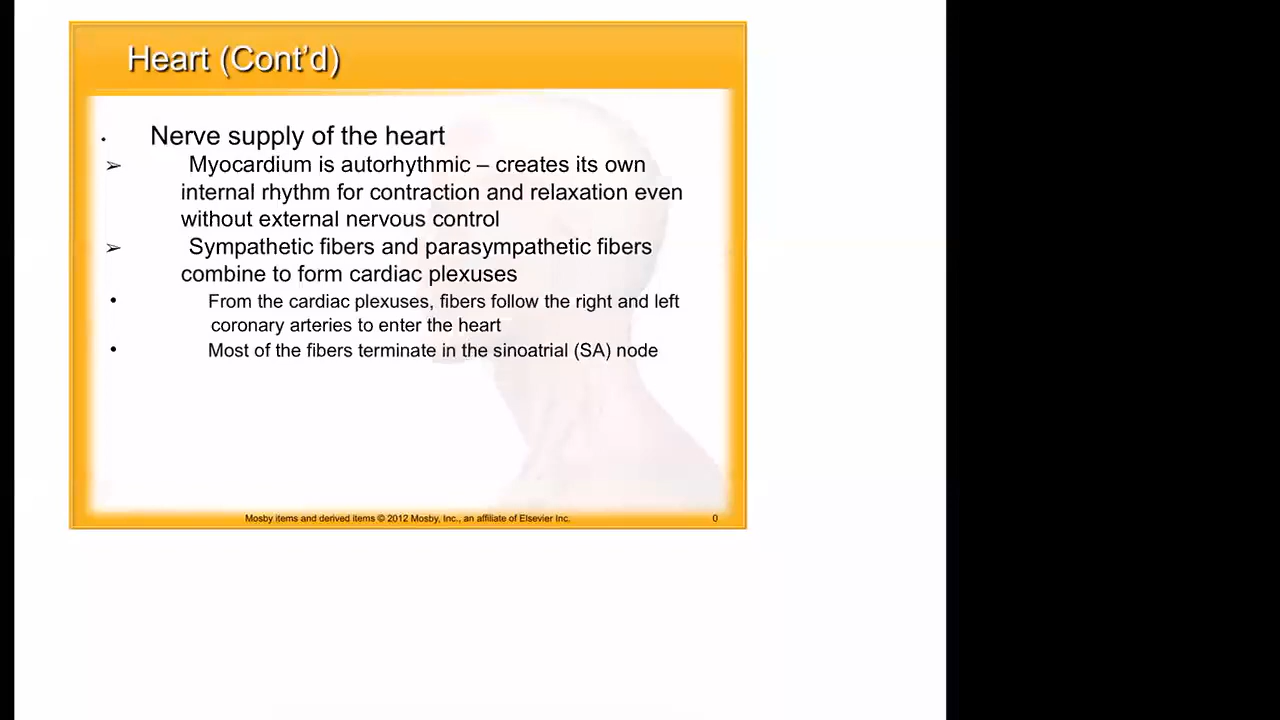 Heart (Cont’d)
• Nerve supply of the heart
➢ Myocardium is autorhythmic – creates its own
internal rhythm for contraction and relaxation even
without external nervous control
➢ Sympathetic fibers and parasympathetic fibers
combine to form cardiac plexuses
• From the cardiac plexuses, fibers follow the right and left
coronary arteries to enter the heart
• Most of the fibers terminate in the sinoatrial (SA) node
Mosby items and derived items © 2012 Mosby, Inc., an affiliate of Elsevier Inc. 0